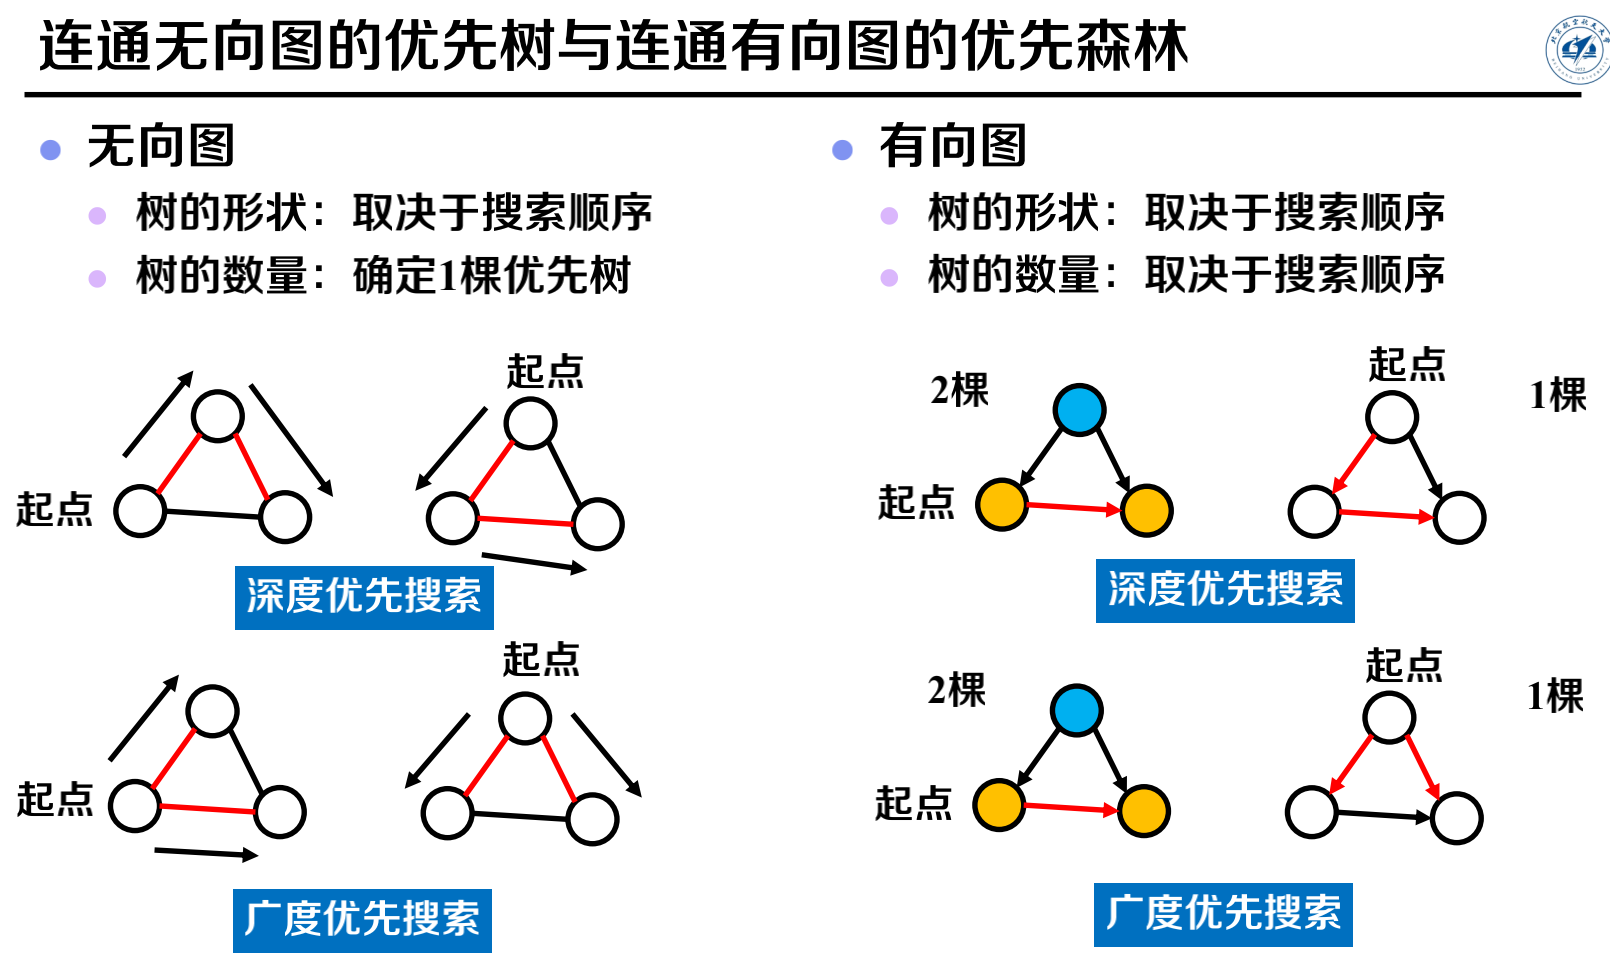 连通无向图的优先树与连通有向图的优先森林
无向图
树的形状：取决于搜索顺序
树的数量：确定1棵优先树
起点
起点
深度优先搜索
起点
起点
广度优先搜索
有向图
树的形状：取决于搜索顺序
树的数量：取决于搜索顺序
2棵
起点
1棵
起点
深度优先搜索
2棵
起点
1棵
起点
广度优先搜索